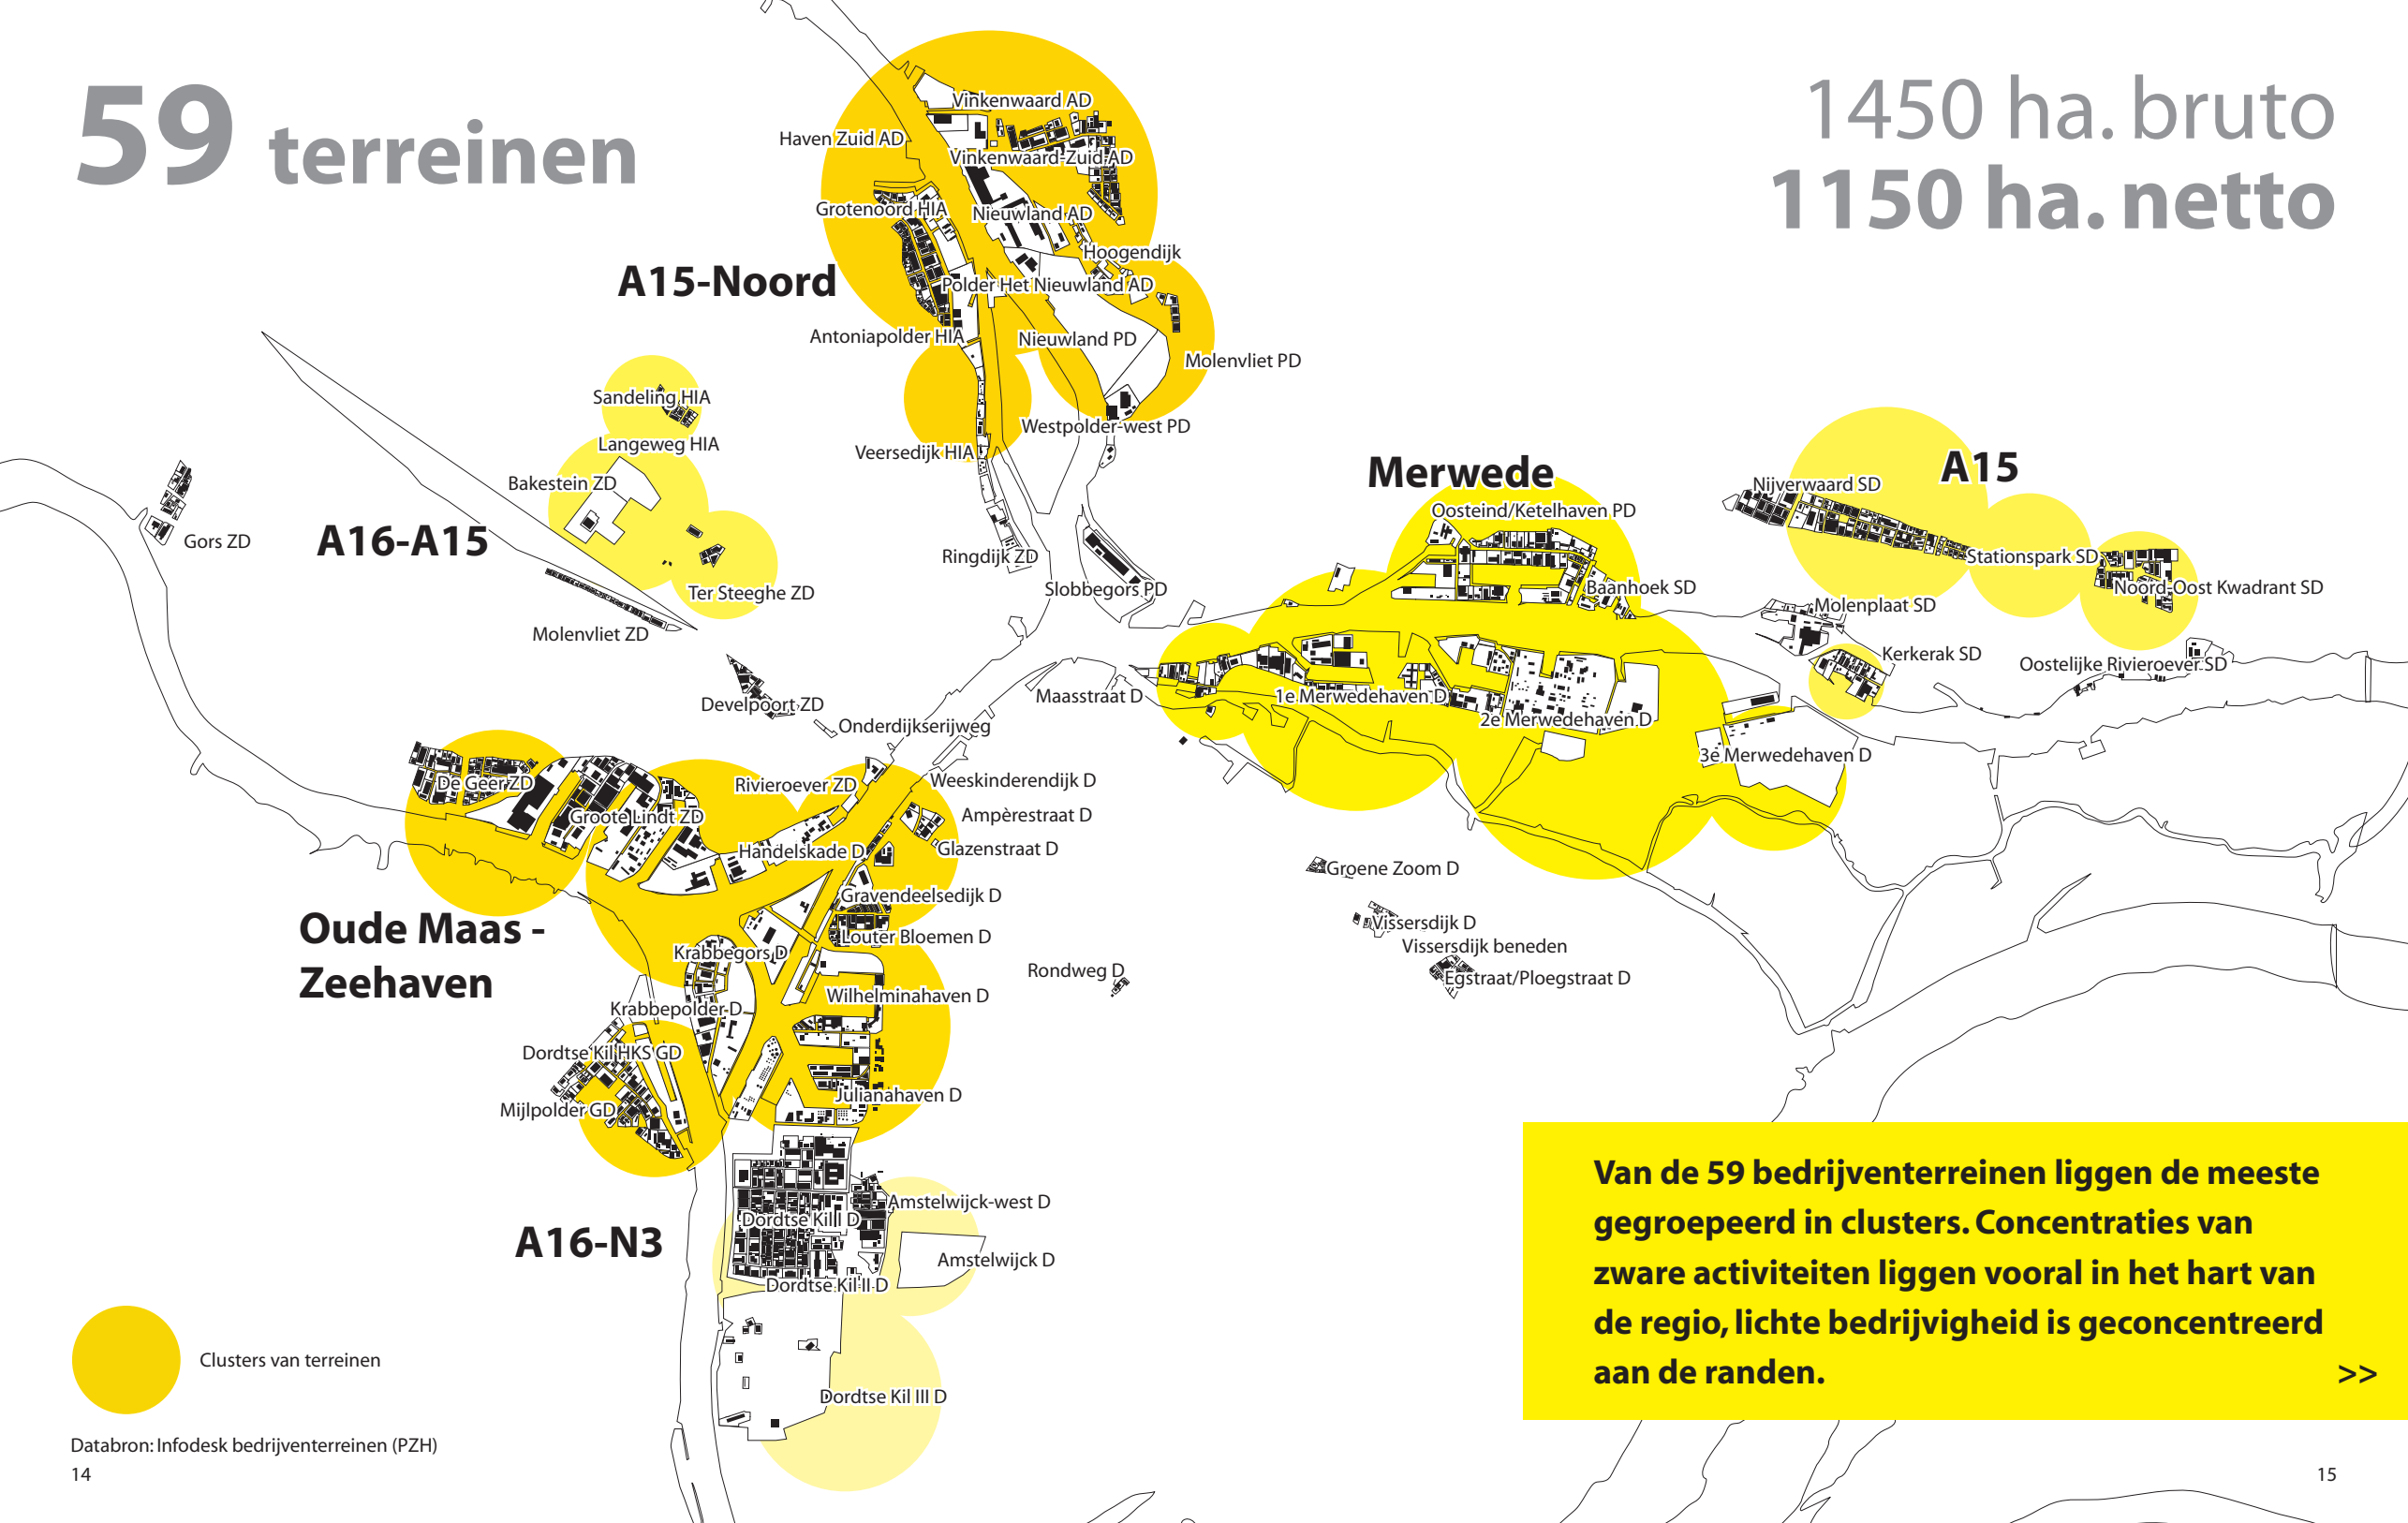 59 terreinen
1450 ha. bruto
1150 ha. netto
Vinkenwaard AD
Haven Zuid AD
Vinkenwaard-Zuid AD
Grotenoord HIA
Nieuwland AD
Hoogendijk
A15-Noord
Polder Het Nieuwland AD
Antoniapolder HIA
Nieuwland PD
Molenvliet PD
Sandeling HIA
Langeweg HIA
Westpolder-west PD
Veersedijk HIA
Bakestein ZD
A16-A15
Gors ZD
Ringdijk ZD
Slobbegors PD
Ter Steeghe ZD
Molenvliet ZD
Merwede
A15
Nijverwaard SD
Oosteind/Ketelhaven PD
Stationspark SD
Baanhoek SD
Noord-Oost Kwadrant SD
Molenplaat SD
Kerkerak SD
Oostelijke Rivieroever SD
Maasstraat D
1e Merwedehaven D
2e Merwedehaven D
3e Merwedehaven D
Develpoort ZD
Onderdijkserijweg
De Geer ZD
Rivieroever ZD
Weeskinderendijk D
Groote Lindt ZD
Ampèrestraat D
Handelskade D
Glazenstraat D
Groene Zoom D
Gravendeelsedijk D
Oude Maas -
Zeehaven
Louter Bloemen D
Vissersdijk D
Vissersdijk beneden
Krabbegors D
Rondweg D
Egstraat/Ploegstraat D
Wilhelminahaven D
Krabbepolder D
Dordtse Kil HKS GD
Julianahaven D
Mijlpolder GD
A16-N3
Amstelwijck-west D
Dordtse Kil I D
Amstelwijck D
Dordtse Kil II D
Dordtse Kil III D
Van de 59 bedrijventerreinen liggen de meeste
gegroepeerd in clusters. Concentraties van
zware activiteiten liggen vooral in het hart van
de regio, lichte bedrijvigheid is geconcentreerd
aan de randen. >>
Clusters van terreinen
Databron: Infodesk bedrijventerreinen (PZH)
14
15